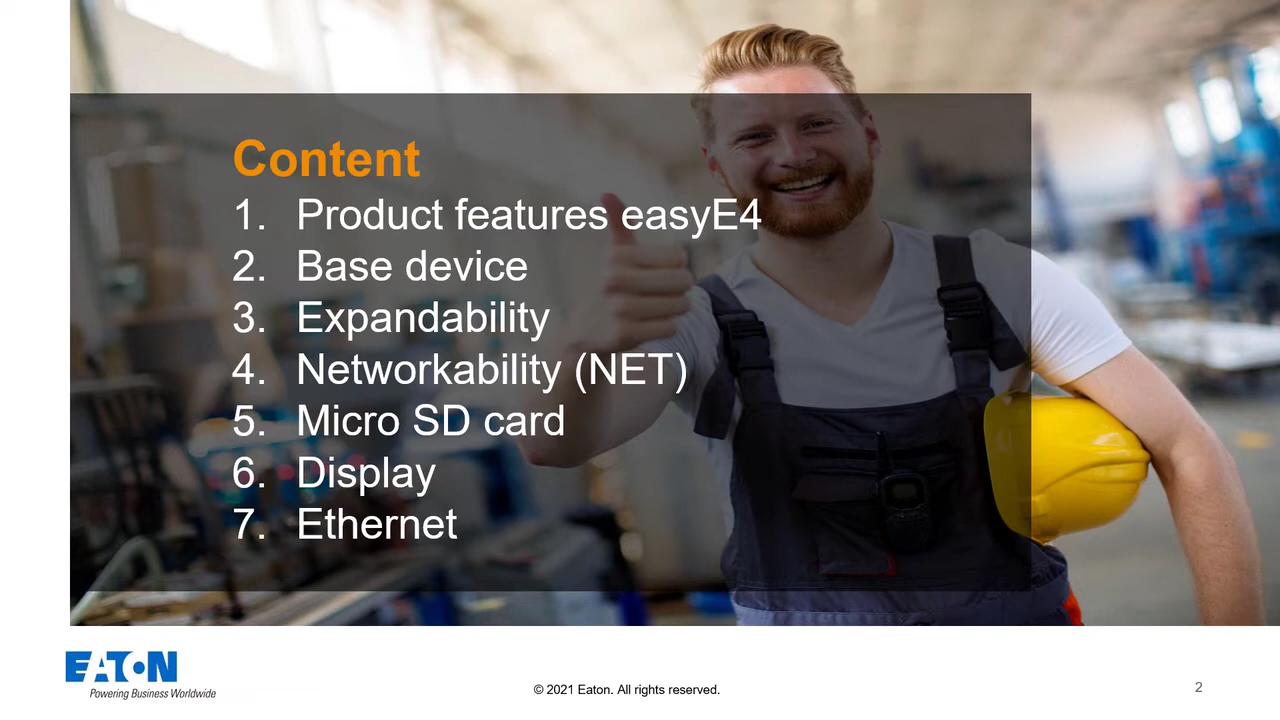 Content
1. Product features easyE4
2. Base device
3. Expandability
4. Networkability (NET)
5. Micro SD card
6. Display
7. Ethernet
EATON
Powering Business Worldwide
© 2021 Eaton. All rights reserved.
2